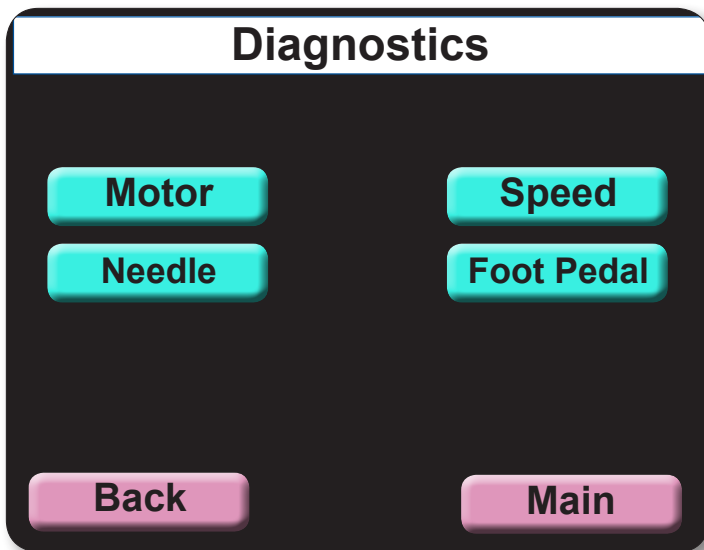 Diagnostics
Motor
Speed
Needle
Foot Pedal
Back
Main